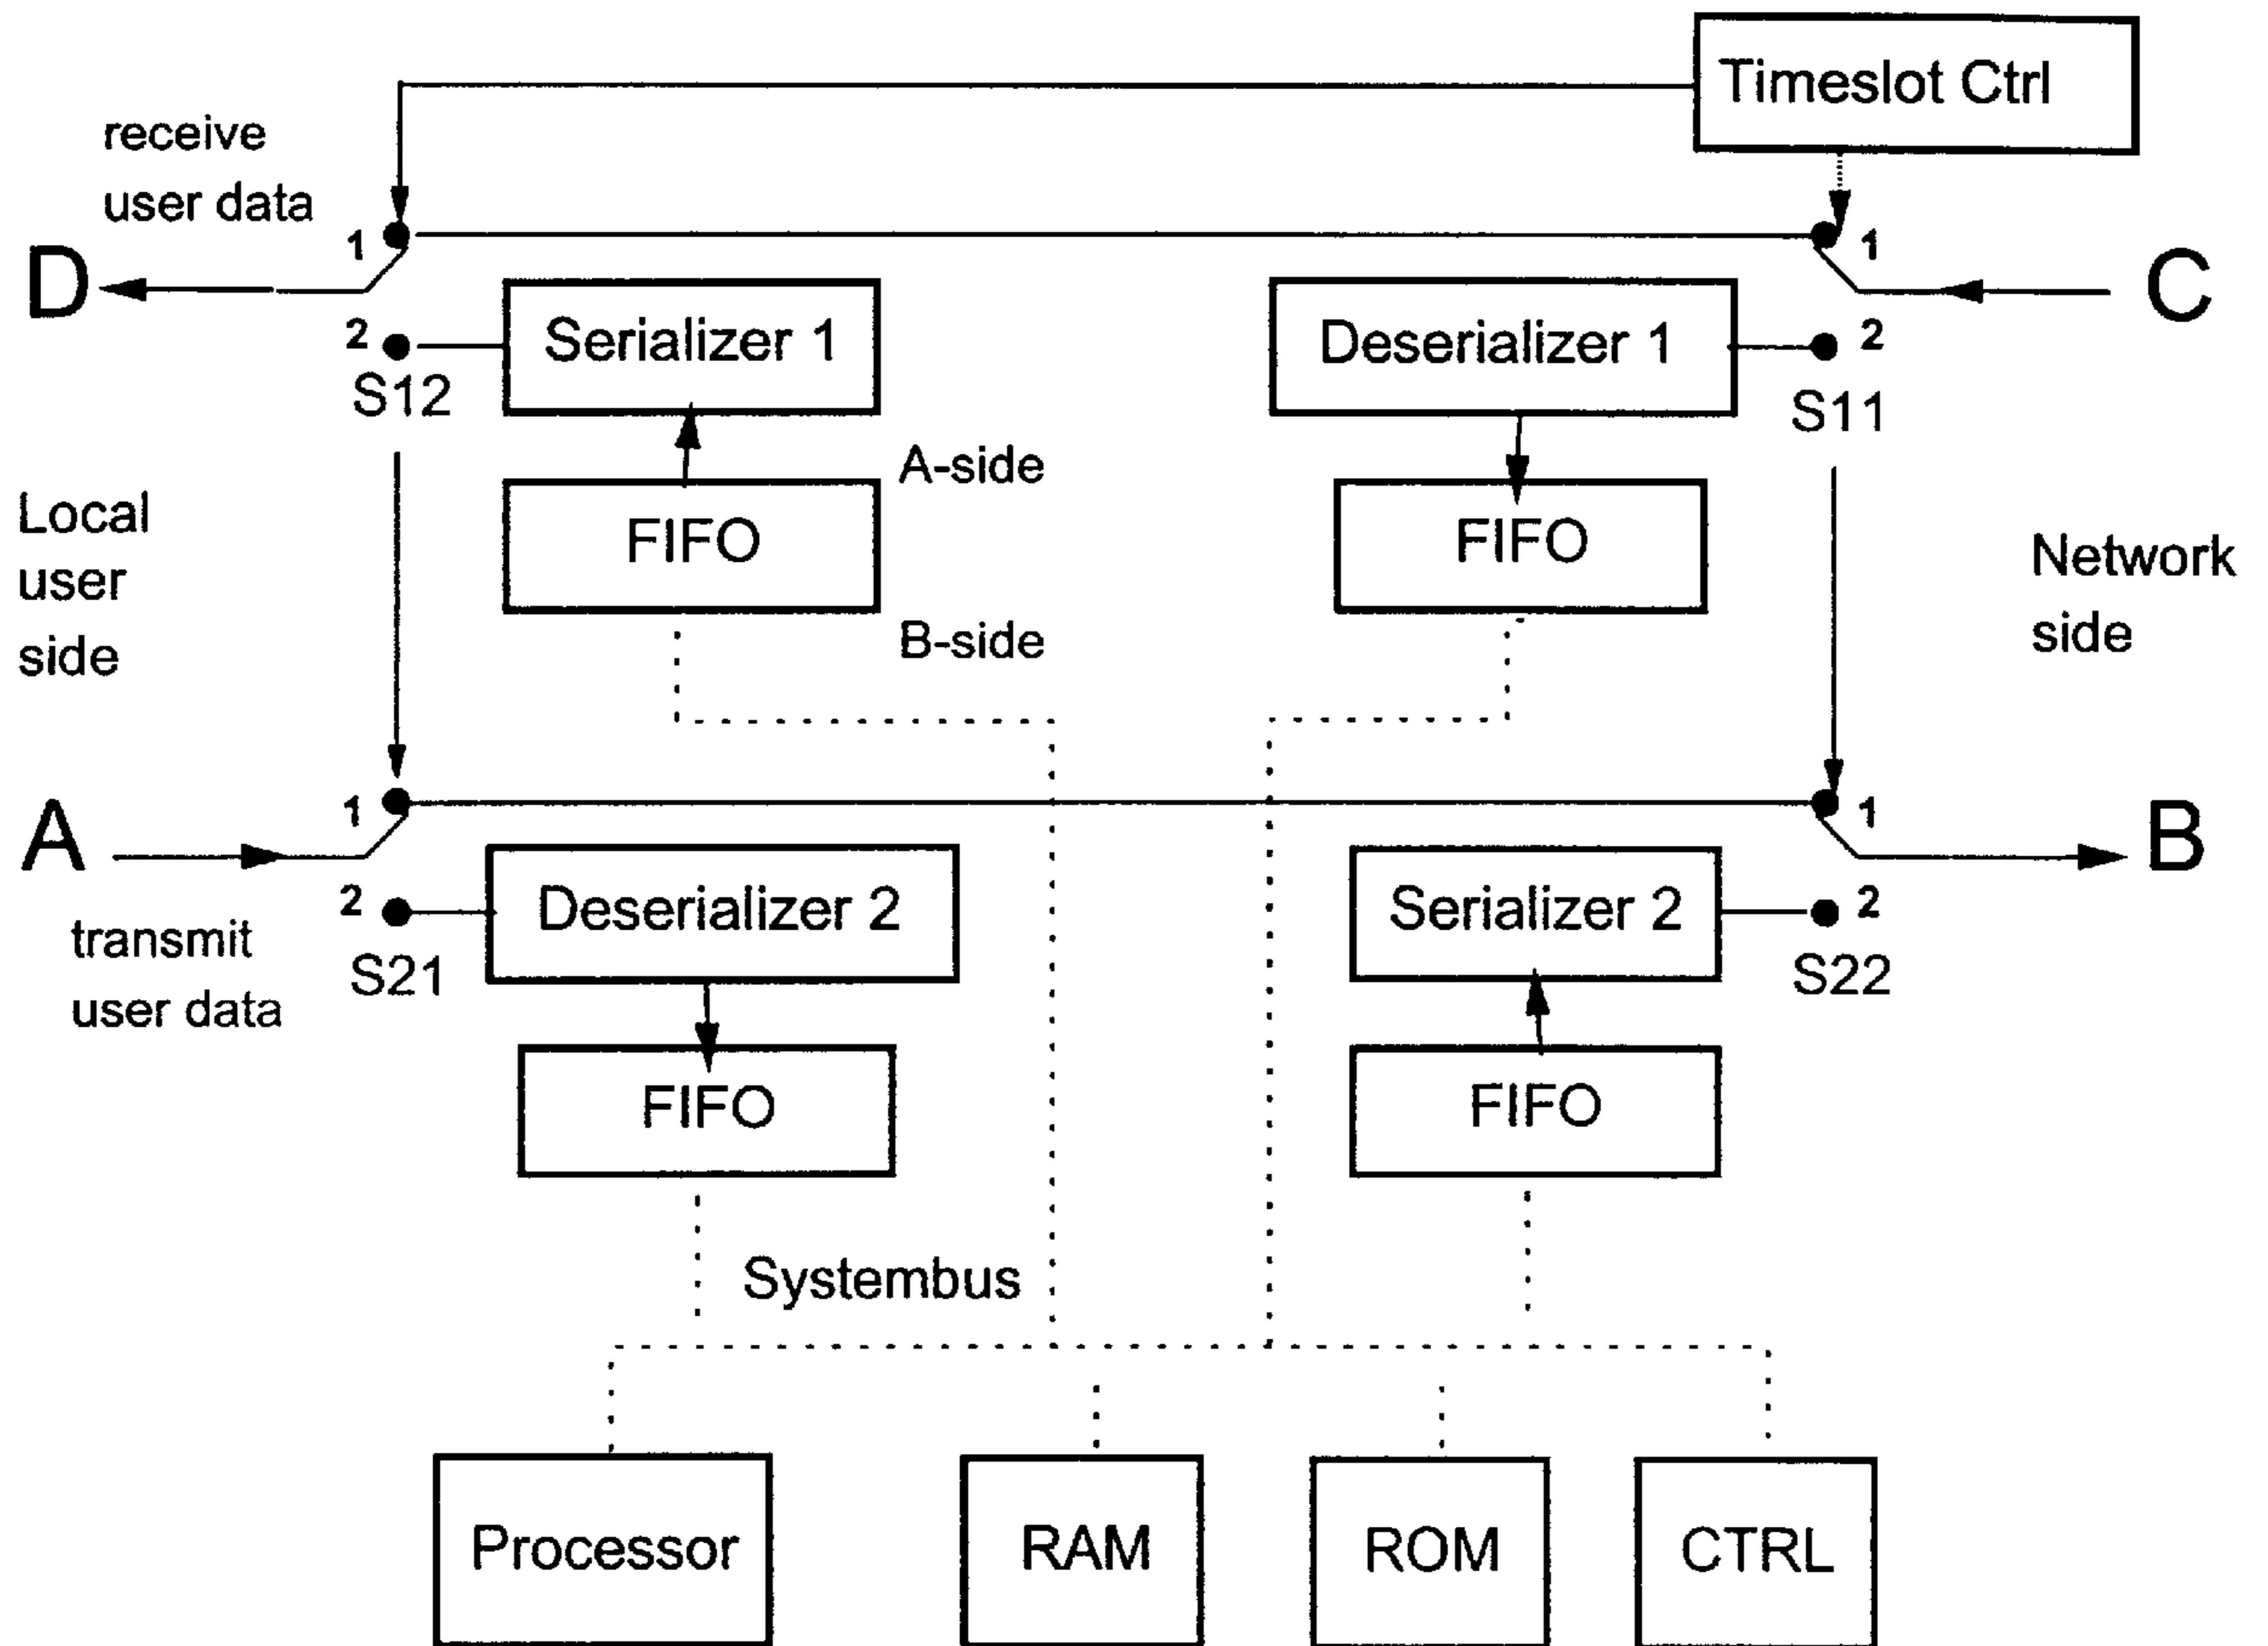 Timeslot Ctrl
receive
user data
1
1
D
C
Serializer 1
Deserializer 1
2
2
S12
S11
A-side
Local
user
side
FIFO
FIFO
Network
side
B-side
1
1
A
B
Deserializer 2
Serializer 2
2
2
transmit
user data
S21
S22
FIFO
FIFO
Systembus
Processor
RAM
ROM
CTRL